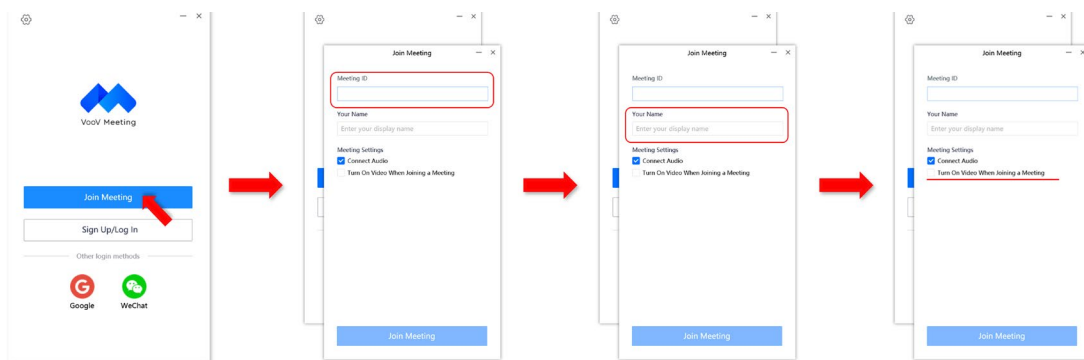 VooV Meeting
Join Meeting
Sign Up/Log In
Other login methods
Google
WeChat
Join Meeting
Meeting ID
Your Name
Enter your display name
Meeting Settings
Connect Audio
Turn On Video When Joining a Meeting
Join Meeting
Join Meeting
Meeting ID
Your Name
Enter your display name
Meeting Settings
Connect Audio
Turn On Video When Joining a Meeting
Join Meeting
Join Meeting
Meeting ID
Your Name
Enter your display name
Meeting Settings
Connect Audio
Turn On Video When Joining a Meeting
Join Meeting